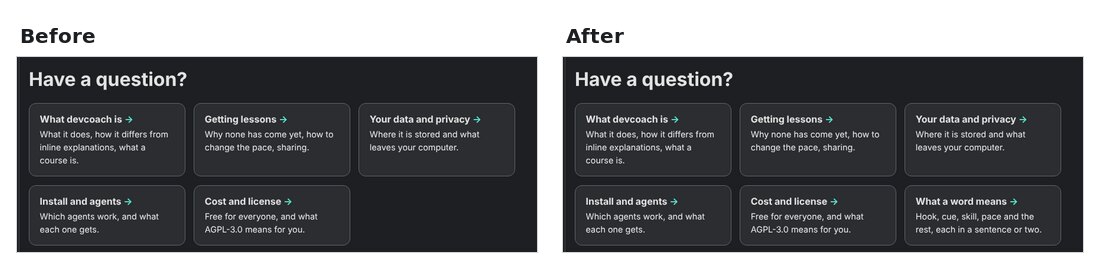 Before
Have a question?
What devcoach is →
What it does, how it differs from
inline explanations, what a
course is.
Getting lessons →
Why none has come yet, how to
change the pace, sharing.
Your data and privacy →
Where it is stored and what
leaves your computer.
Install and agents →
Which agents work, and what
each one gets.
Cost and license →
Free for everyone, and what
AGPL-3.0 means for you.
After
Have a question?
What devcoach is →
What it does, how it differs from
inline explanations, what a
course is.
Getting lessons →
Why none has come yet, how to
change the pace, sharing.
Your data and privacy →
Where it is stored and what
leaves your computer.
Install and agents →
Which agents work, and what
each one gets.
Cost and license →
Free for everyone, and what
AGPL-3.0 means for you.
What a word means →
Hook, cue, skill, pace and the
rest, each in a sentence or two.